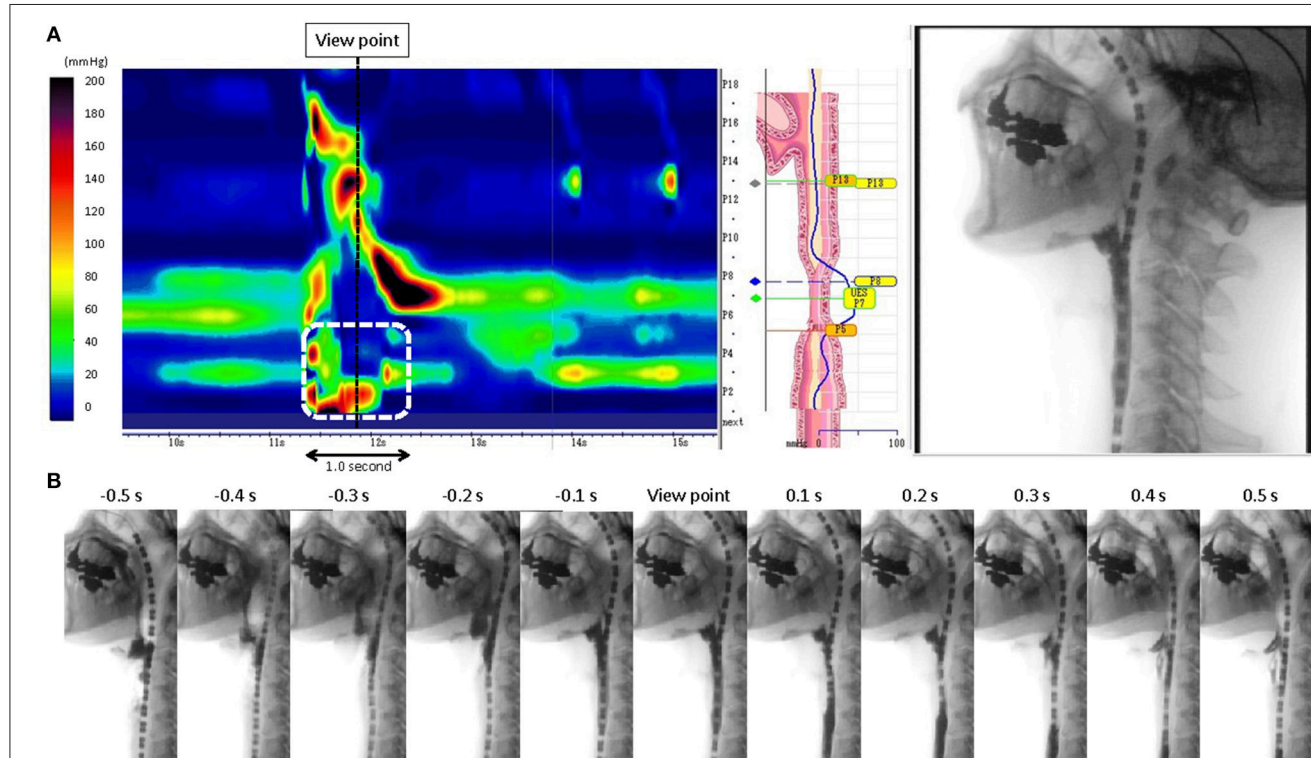 A
View point
(mmHg)
200
180
160
140
120
100
80
60
40
20
0
P18
P16
P14
P12
P10
P8
P6
P4
P2
next
10s
11s
12s
13s
14s
15s
1.0 second
P13
P13
P8
UES
P7
P5
mmHg 0 100
B
-0.5 s -0.4 s -0.3 s -0.2 s -0.1 s View point 0.1 s 0.2 s 0.3 s 0.4 s 0.5 s